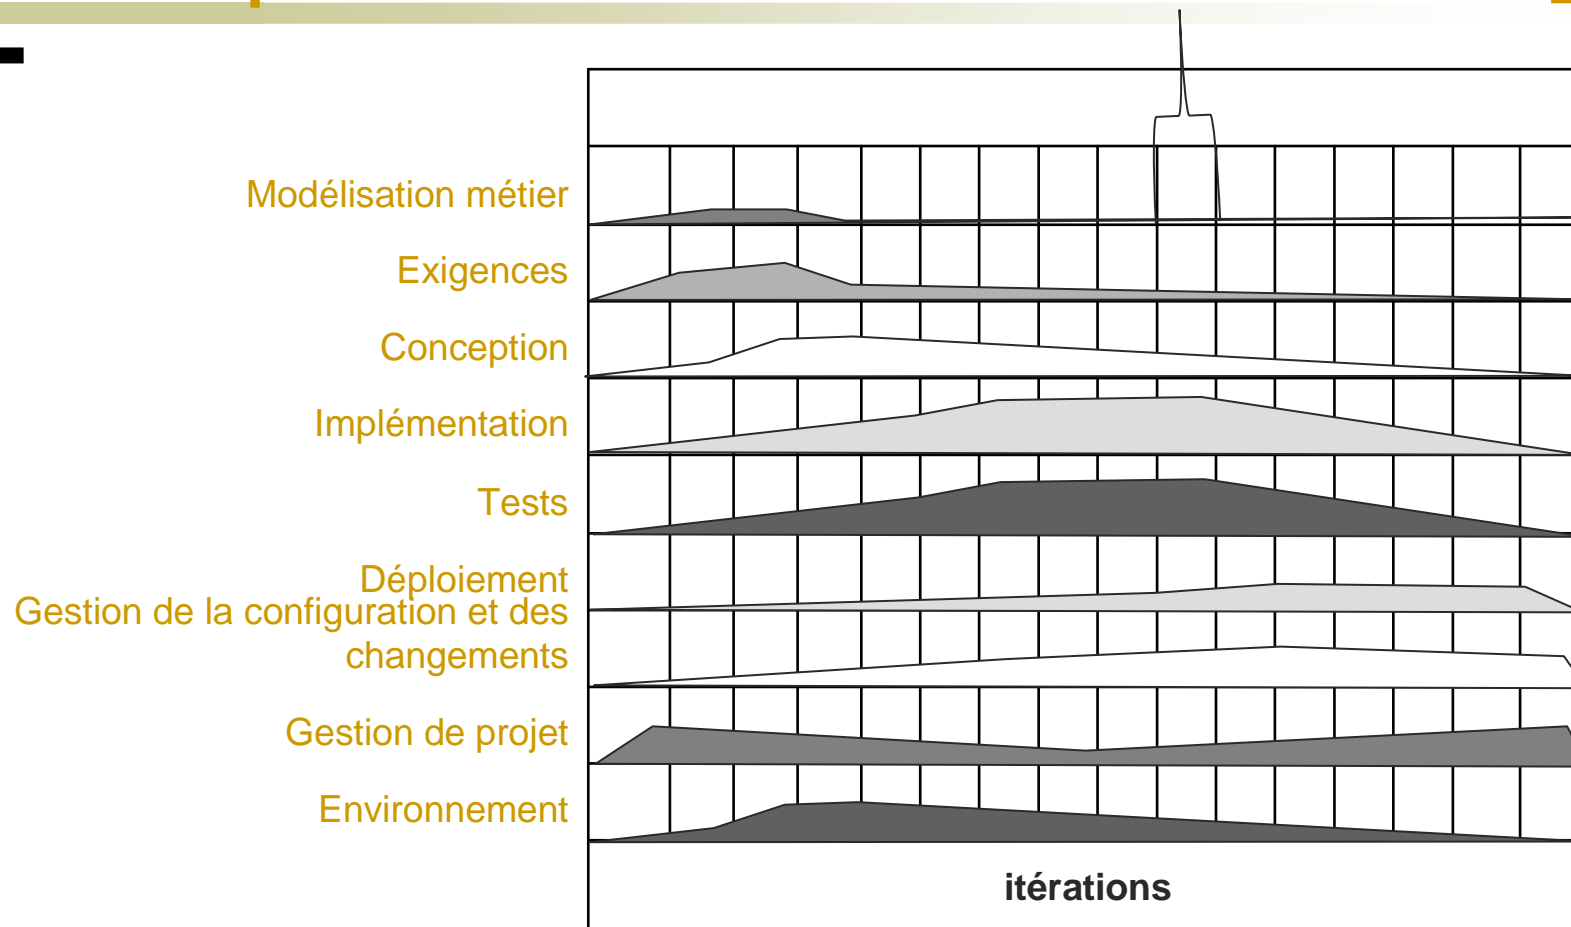 Modélisation métier
Exigences
Conception
Implémentation
Tests
Déploiement
Gestion de la configuration et des
changements
Gestion de projet
Environnement
itérations